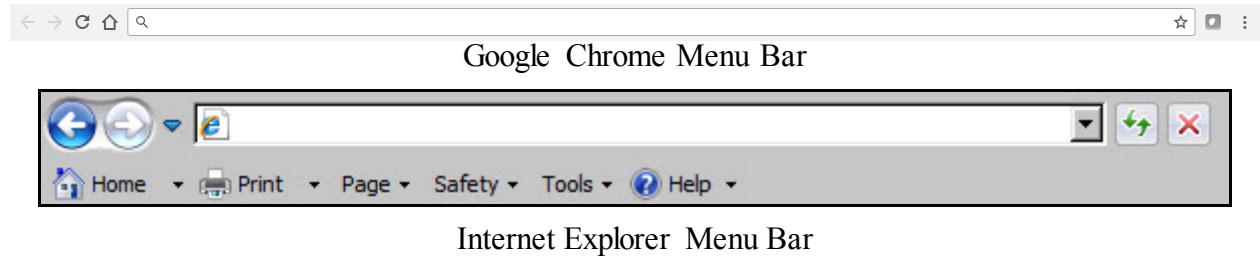 Google Chrome Menu Bar
Home Print Page Safety Tools Help
Internet Explorer Menu Bar